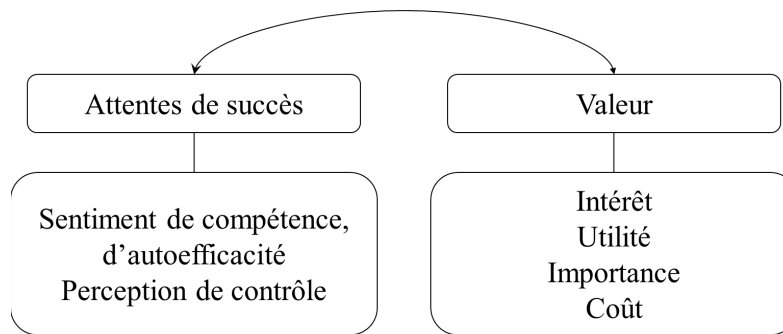 Attentes de succès
Valeur
Sentiment de compétence,
d’autoefficacité
Perception de contrôle
Intérêt
Utilité
Importance
Coût